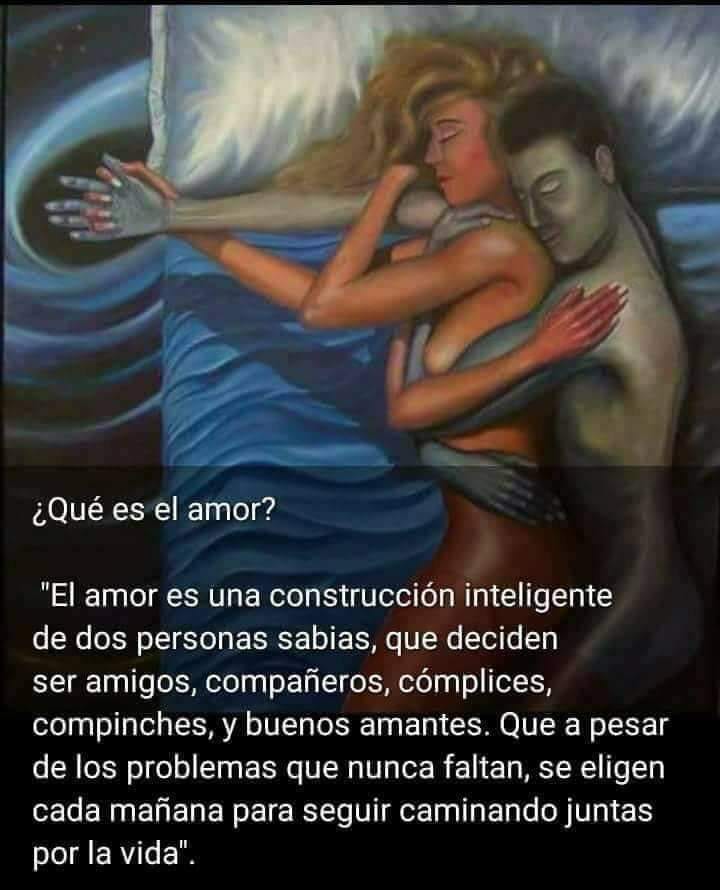 ¿Qué es el amor?
"El amor es una construcción inteligente
de dos personas sabias, que deciden
ser amigos, compañeros, cómplices,
compinches, y buenos amantes. Que a pesar
de los problemas que nunca faltan, se eligen
cada mañana para seguir caminando juntas
por la vida".